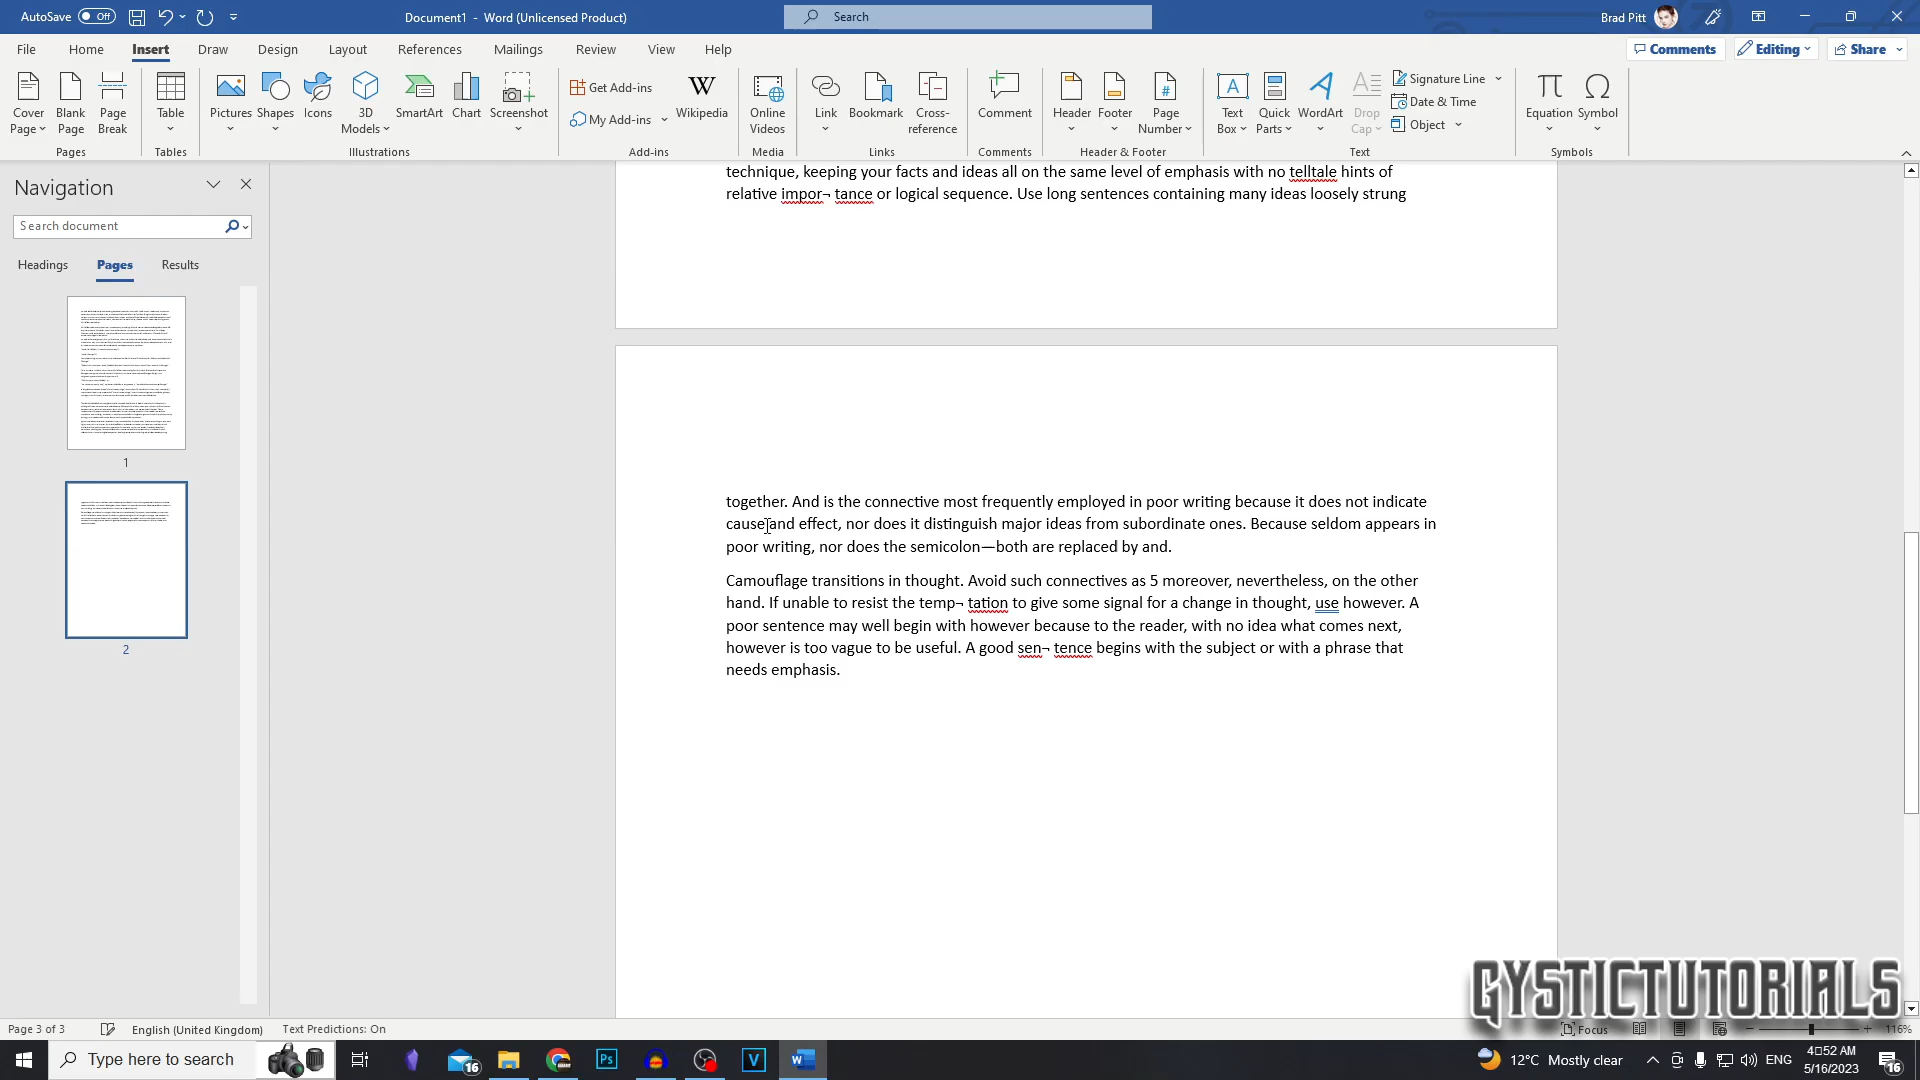 AutoSave Off
Document1 - Word (Unlicensed Product)
Search
Brad Pitt
File Home Insert Draw Design Layout References Mailings Review View Help
Comments Editing Share
Cover Page
Blank Page
Page Break
Pages
Table
Tables
Pictures
Shapes
Icons
3D Models
SmartArt
Chart
Screenshot
Illustrations
Get Add-ins
My Add-ins
W
Wikipedia
Add-ins
Online Videos
Media
Link
Bookmark
Cross-reference
Links
Comment
Comments
Header
Footer
Page Number
Header & Footer
Text Box
Quick Parts
WordArt
Drop Cap
Signature Line
Date & Time
Object
Text
Equation
Symbol
Symbols
Navigation
Search document
Headings Pages Results
1
2
technique, keeping your facts and ideas all on the same level of emphasis with no telltale hints of
relative impor¬ tance or logical sequence. Use long sentences containing many ideas loosely strung
together. And is the connective most frequently employed in poor writing because it does not indicate
cause and effect, nor does it distinguish major ideas from subordinate ones. Because seldom appears in
poor writing, nor does the semicolon—both are replaced by and.
Camouflage transitions in thought. Avoid such connectives as 5 moreover, nevertheless, on the other
hand. If unable to resist the temp¬ tation to give some signal for a change in thought, use however. A
poor sentence may well begin with however because to the reader, with no idea what comes next,
however is too vague to be useful. A good sen¬ tence begins with the subject or with a phrase that
needs emphasis.
GYSTICTUTORIALS
Page 3 of 3 English (United Kingdom) Text Predictions: On
Focus
116%
Type here to search
16
Ps
V
12°C Mostly clear
ENG
4:52 AM
5/16/2023
16